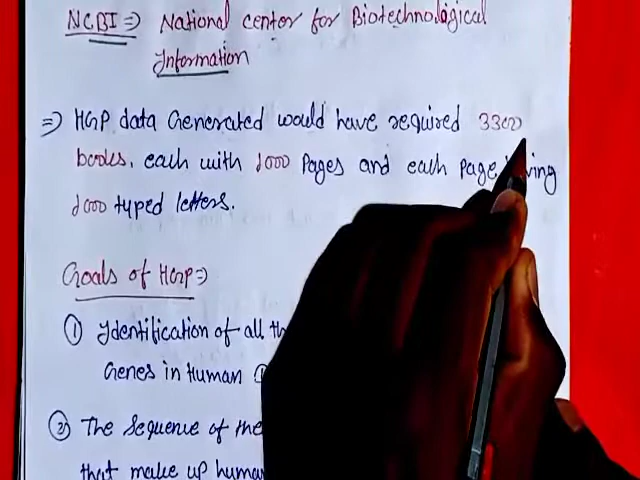 NCBI ⇒ National center for Biotechnological
Information
⇒ HGP data Generated would have required 3300
books, each with 1000 Pages and each page
1000 typed letters.
Goals of HGP ⇒
① Identification of all
Genes in Human
② The Sequence of the
that make up human